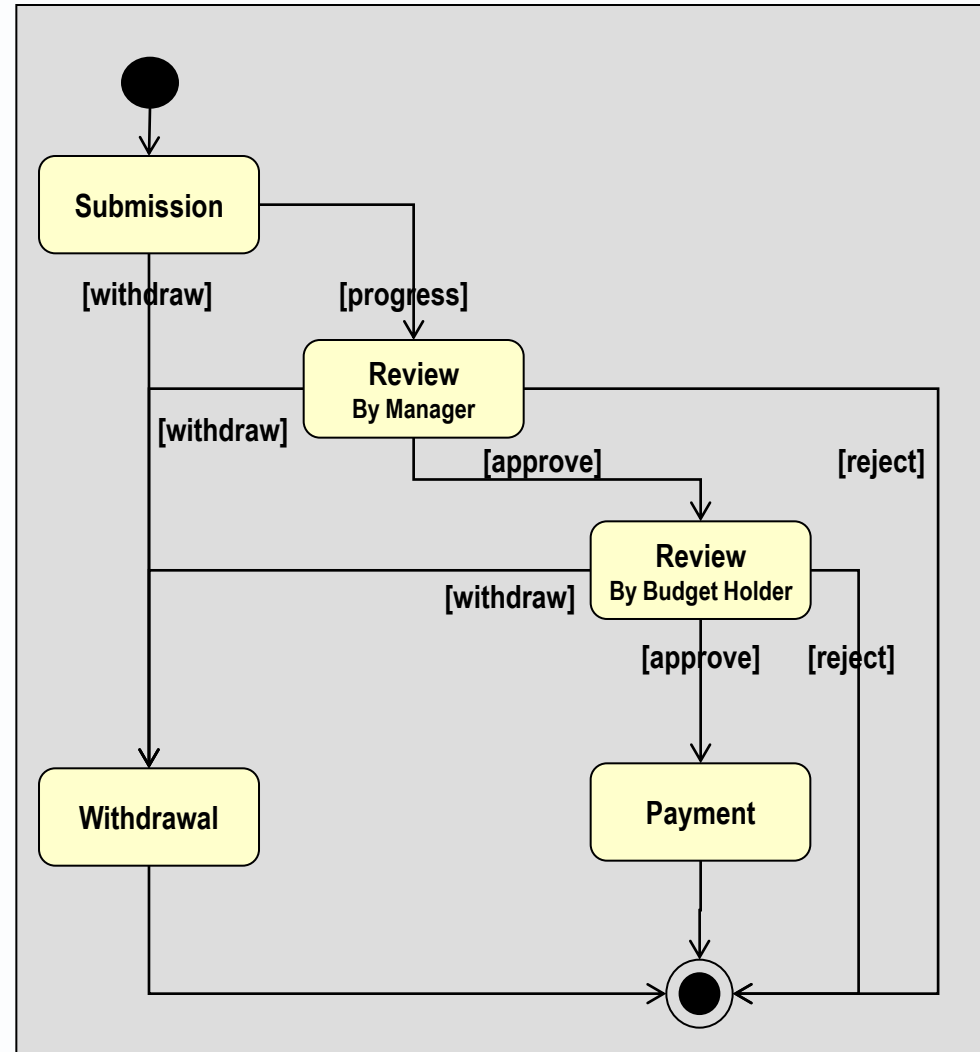 Submission
[withdraw]
[progress]
Review
By Manager
[withdraw]
[approve]
[reject]
Review
By Budget Holder
[withdraw]
[approve]
[reject]
Withdrawal
Payment